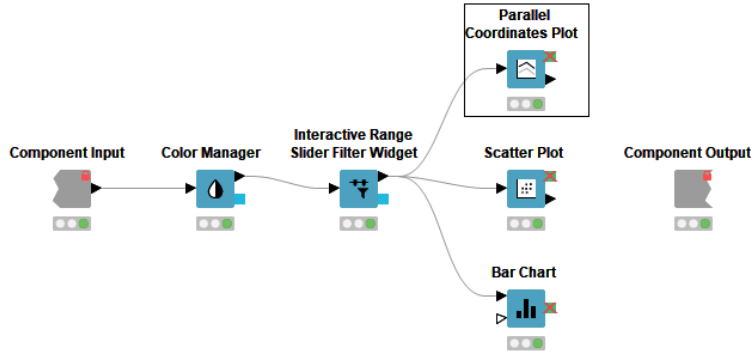 Parallel
Coordinates Plot
Component Input
Color Manager
Interactive Range
Slider Filter Widget
Scatter Plot
Component Output
Bar Chart